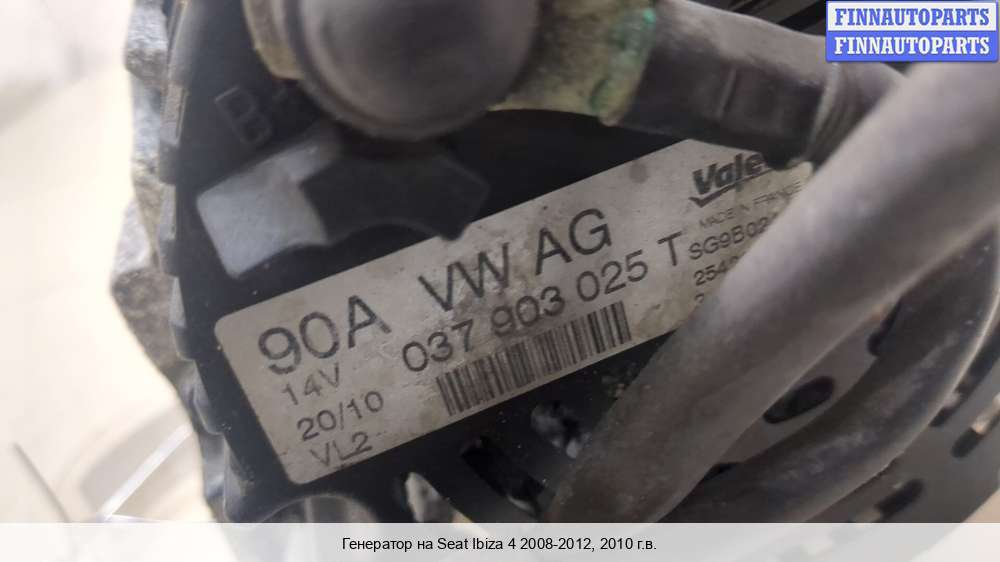 FINNAUTOPARTS
FINNAUTOPARTS
B+
MADE IN FRANCE
90A VW AG
037 903 025 T
14V
20/10
VL2
Генератор на Seat Ibiza 4 2008-2012, 2010 г.в.